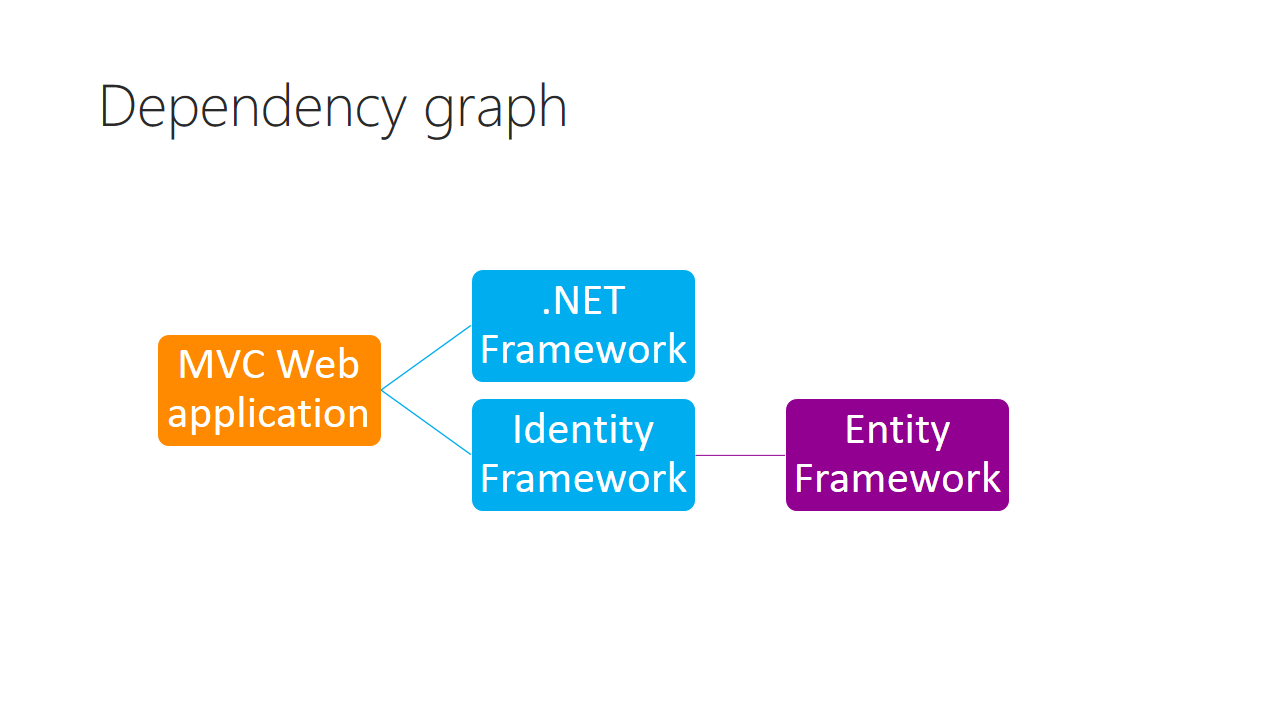 Dependency graph
.NET
Framework
MVC Web
application
Identity
Framework
Entity
Framework